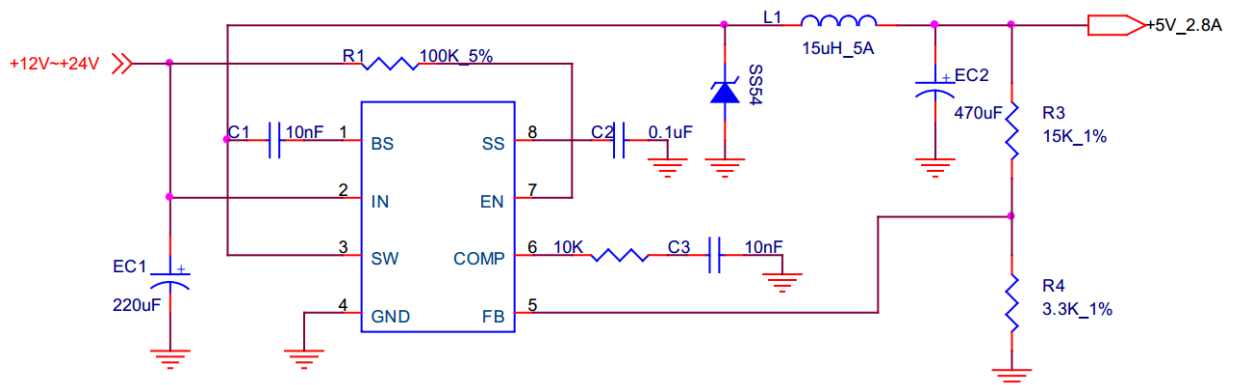 L1
+5V_2.8A
15uH_5A
+12V~+24V
R1
100K_5%
SS54
EC2
470uF
R3
15K_1%
C1
10nF
1
BS
SS
8
C2
0.1uF
2
IN
EN
7
3
SW
COMP
6
10K
C3
10nF
EC1
220uF
4
GND
FB
5
R4
3.3K_1%